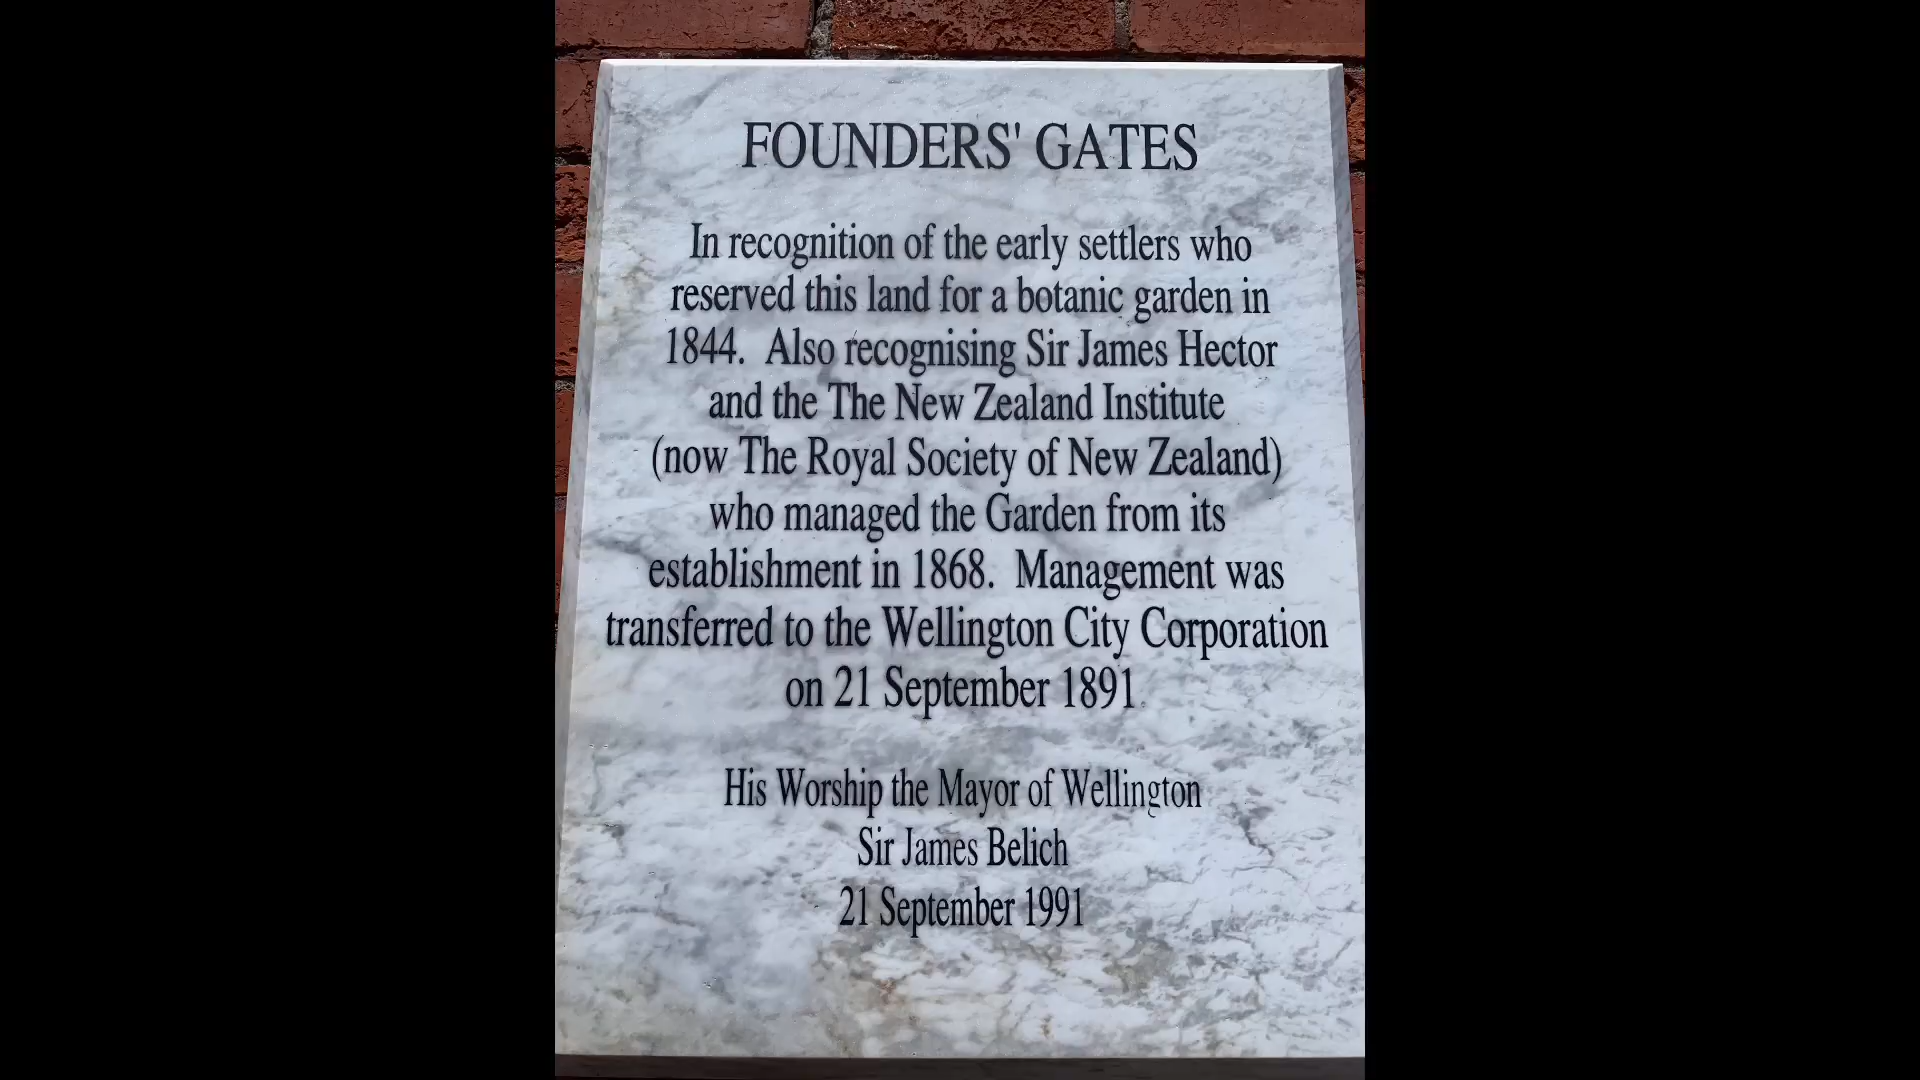 FOUNDERS' GATES
In recognition of the early settlers who
reserved this land for a botanic garden in
1844. Also recognising Sir James Hector
and the The New Zealand Institute
(now The Royal Society of New Zealand)
who managed the Garden from its
establishment in 1868. Management was
transferred to the Wellington City Corporation
on 21 September 1891.
His Worship the Mayor of Wellington
Sir James Belich
21 September 1991